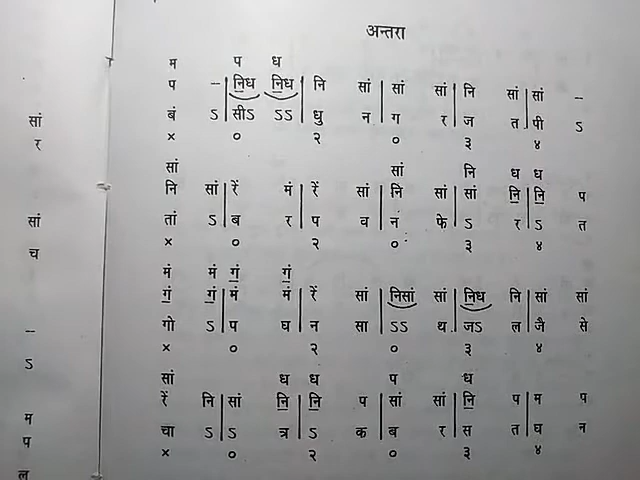 अन्तरा
म प ध
प – | नि॒ध नि॒ध | नि सां | सां सां | नि सां | सां –
बं ऽ | सीऽ ऽऽ | धु न | ग र | ज त | पी ऽ
× ० २ ० ३ ४
सां सां नि ध ध
नि सां | रें मं | रें सां | नि सां | सां नि॒ | नि॒ प
तां ऽ | ब र | प व | न फे | ऽ र | ऽ त
× ० २ ० ३ ४
मं मं गं॒ गं॒
गं॒ गं॒ | मं मं | रें सां | निसां सां | नि॒ध नि | सां सां
गो ऽ | प घ | न सा | ऽऽ थ | जऽ ल | जै से
× ० २ ० ३ ४
सां ध ध प ध
रें नि | सां नि॒ | नि॒ प | सां सां | नि॒ प | म प
चा ऽ | ऽ त्र | ऽ क | ब र | स त | घ न
× ० २ ० ३ ४
सां
र
सां
च
–
ऽ
म
प
ल